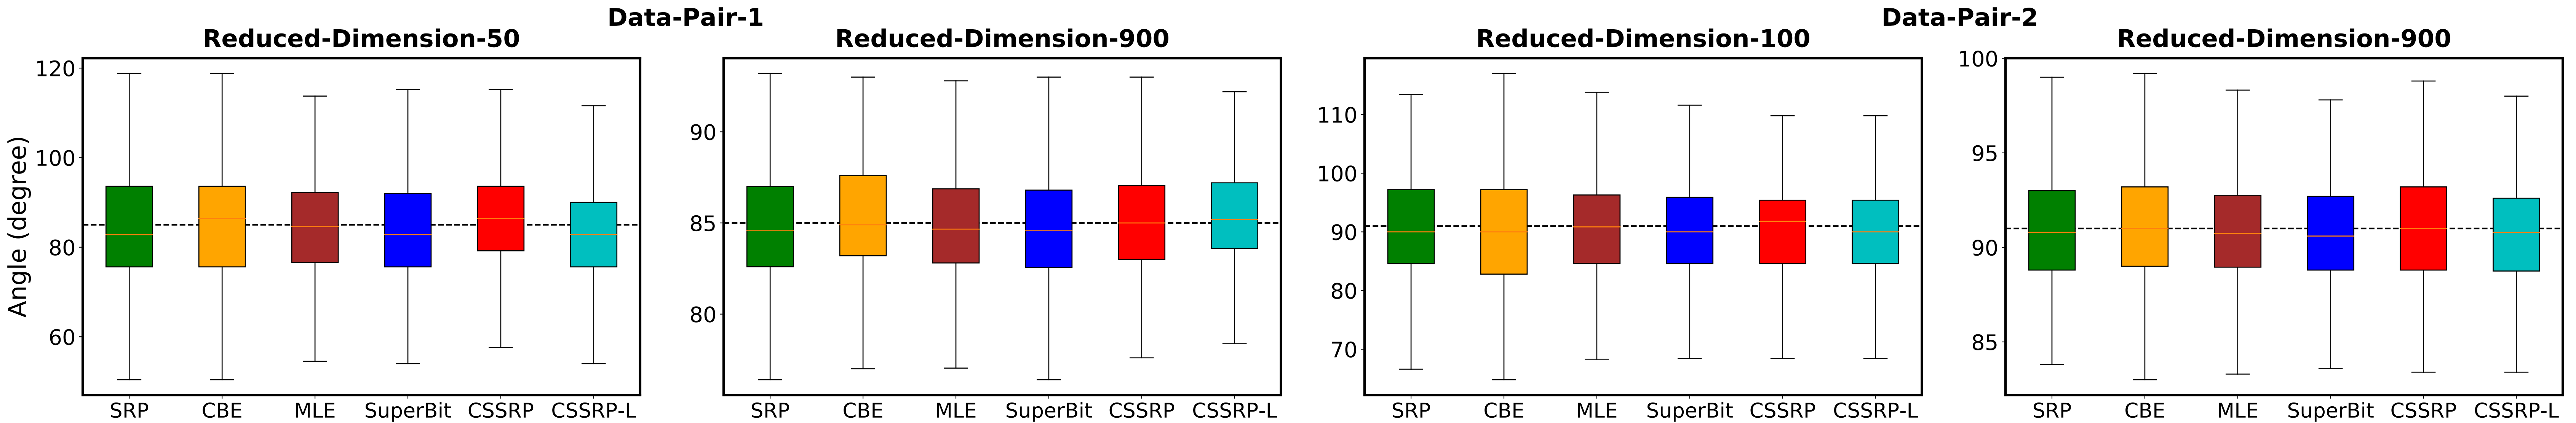 Data-Pair-1
Data-Pair-2
Reduced-Dimension-50
Reduced-Dimension-900
Reduced-Dimension-100
Reduced-Dimension-900
Angle (degree)
120
100
80
60
SRP CBE MLE SuperBit CSSRP CSSRP-L
90
85
80
SRP CBE MLE SuperBit CSSRP CSSRP-L
110
100
90
80
70
SRP CBE MLE SuperBit CSSRP CSSRP-L
100
95
90
85
SRP CBE MLE SuperBit CSSRP CSSRP-L